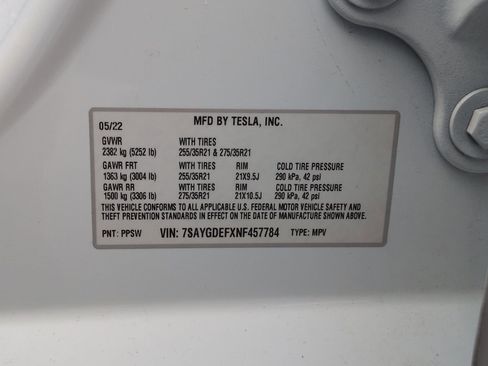 05/22 MFD BY TESLA, INC.
GVWR WITH TIRES
2382 kg (5252 lb) 255/35R21 & 275/35R21
GAWR FRT WITH TIRES RIM COLD TIRE PRESSURE
1363 kg (3004 lb) 255/35R21 21X9.5J 290 kPa, 42 psi
GAWR RR WITH TIRES RIM COLD TIRE PRESSURE
1500 kg (3306 lb) 275/35R21 21X10.5J 290 kPa, 42 psi
THIS VEHICLE CONFORMS TO ALL APPLICABLE U.S. FEDERAL MOTOR VEHICLE SAFETY AND
THEFT PREVENTION STANDARDS IN EFFECT ON THE DATE OF MANUFACTURE SHOWN ABOVE.
PNT: PPSW VIN: 7SAYGDEFXNF457784 TYPE: MPV